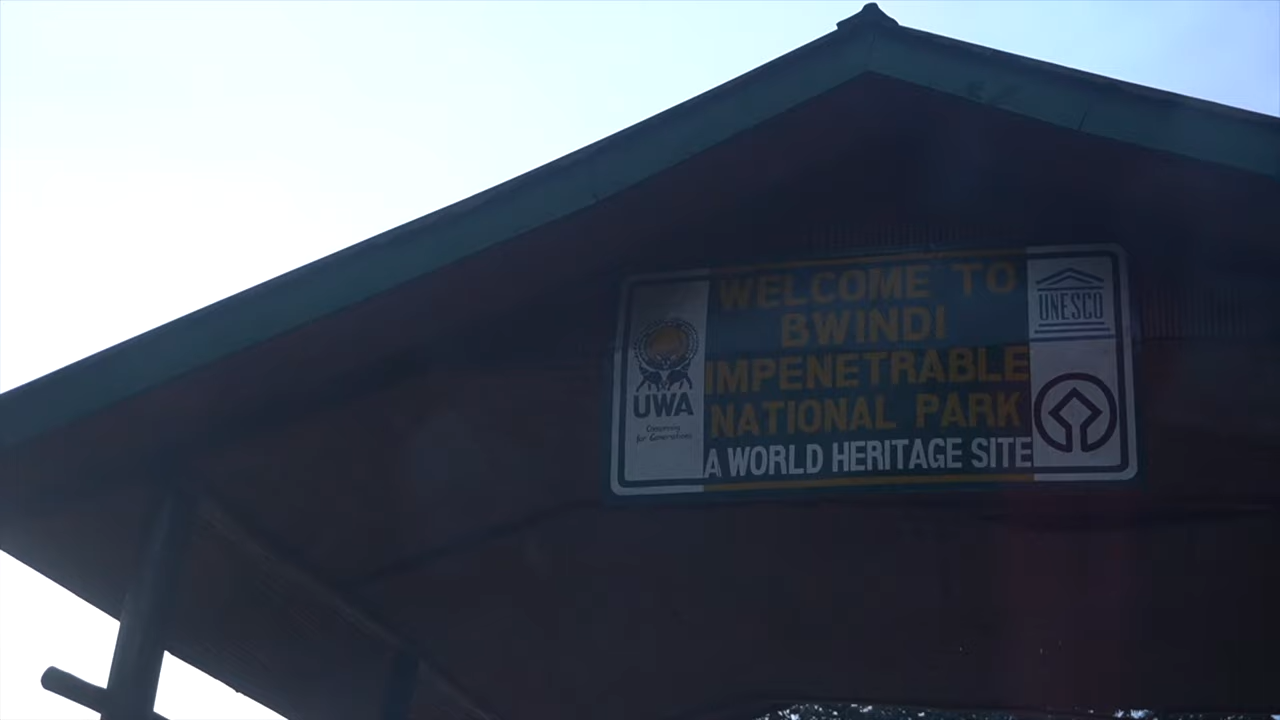 WELCOME TO
BWINDI
IMPENETRABLE
NATIONAL PARK
A WORLD HERITAGE SITE
UWA
Conserving
for Generations
UNESCO